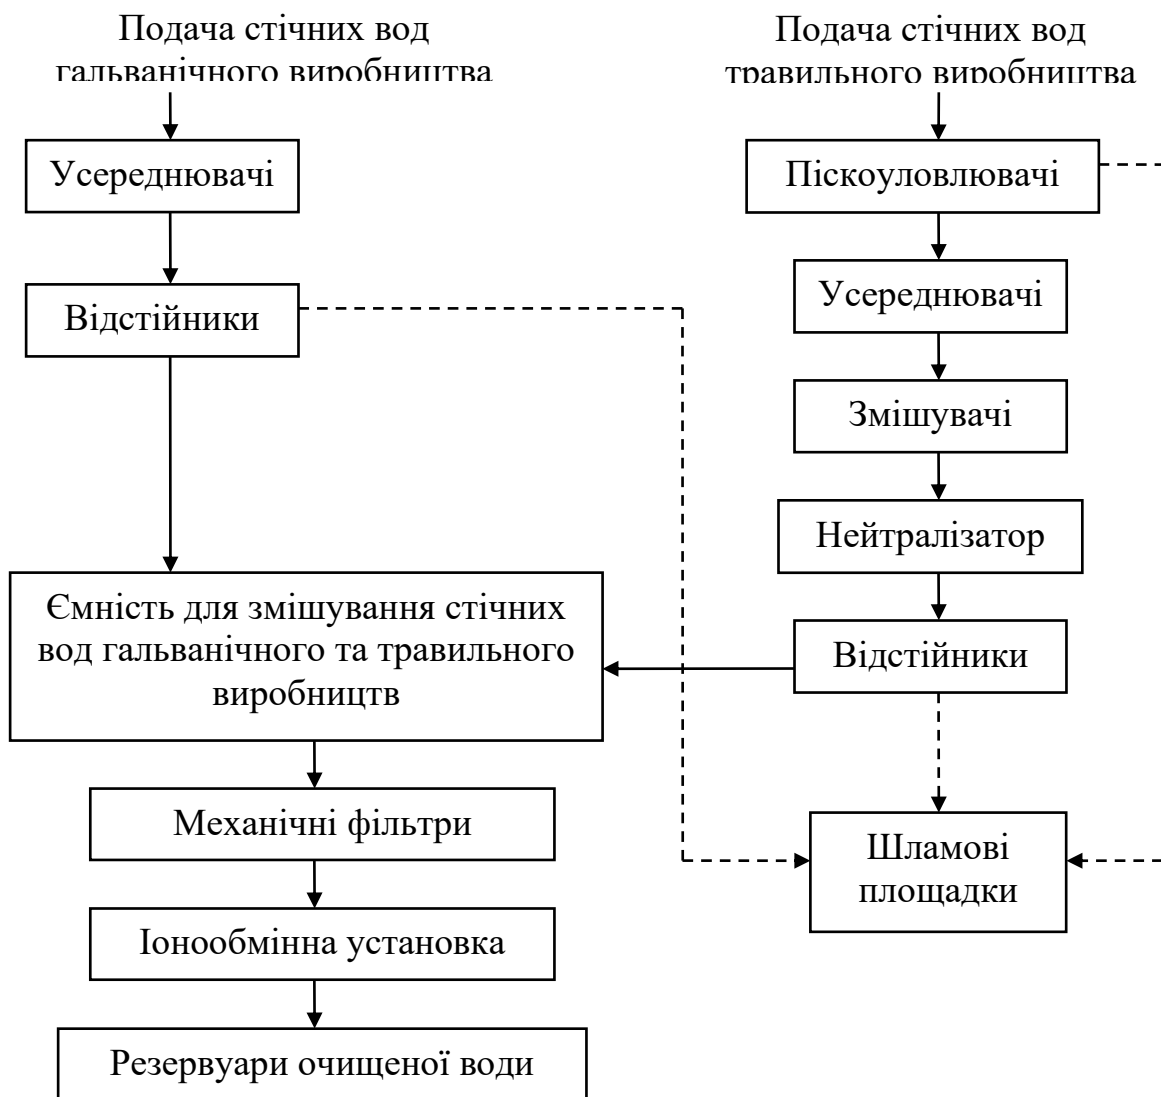 Подача стічних вод
гальванічного виробництва
Усереднювачі
Відстійники
Подача стічних вод
травильного виробництва
Піскоуловлювачі
Усереднювачі
Змішувачі
Нейтралізатор
Відстійники
Ємність для змішування стічних
вод гальванічного та травильного
виробництв
Механічні фільтри
Іонообмінна установка
Резервуари очищеної води
Шламові
площадки